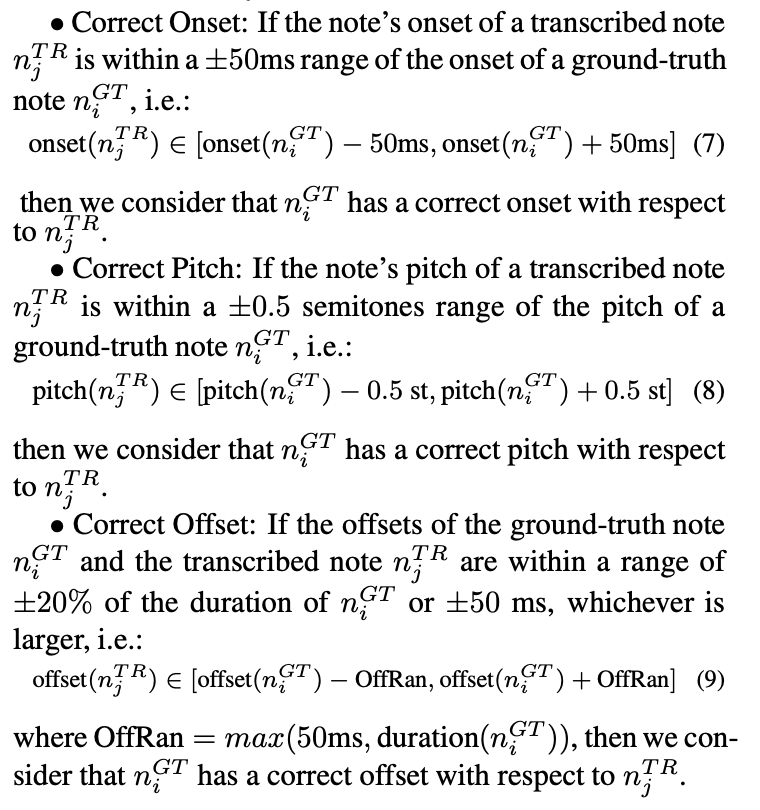 • Correct Onset: If the note's onset of a transcribed note
$n_j^{TR}$ is within a ±50ms range of the onset of a ground-truth
note $n_i^{GT}$, i.e.:
$\text{onset}(n_j^{TR}) \in [\text{onset}(n_i^{GT}) - 50\text{ms}, \text{onset}(n_i^{GT}) + 50\text{ms}]$ (7)
then we consider that $n_i^{GT}$ has a correct onset with respect
to $n_j^{TR}$.
• Correct Pitch: If the note's pitch of a transcribed note
$n_j^{TR}$ is within a ±0.5 semitones range of the pitch of a
ground-truth note $n_i^{GT}$, i.e.:
$\text{pitch}(n_j^{TR}) \in [\text{pitch}(n_i^{GT}) - 0.5 \text{ st}, \text{pitch}(n_i^{GT}) + 0.5 \text{ st}]$ (8)
then we consider that $n_i^{GT}$ has a correct pitch with respect
to $n_j^{TR}$.
• Correct Offset: If the offsets of the ground-truth note
$n_i^{GT}$ and the transcribed note $n_j^{TR}$ are within a range of
±20% of the duration of $n_i^{GT}$ or ±50 ms, whichever is
larger, i.e.:
$\text{offset}(n_j^{TR}) \in [\text{offset}(n_i^{GT}) - \text{OffRan}, \text{offset}(n_i^{GT}) + \text{OffRan}]$ (9)
where OffRan = $max(50\text{ms}, \text{duration}(n_i^{GT}))$, then we con-
sider that $n_i^{GT}$ has a correct offset with respect to $n_j^{TR}$.